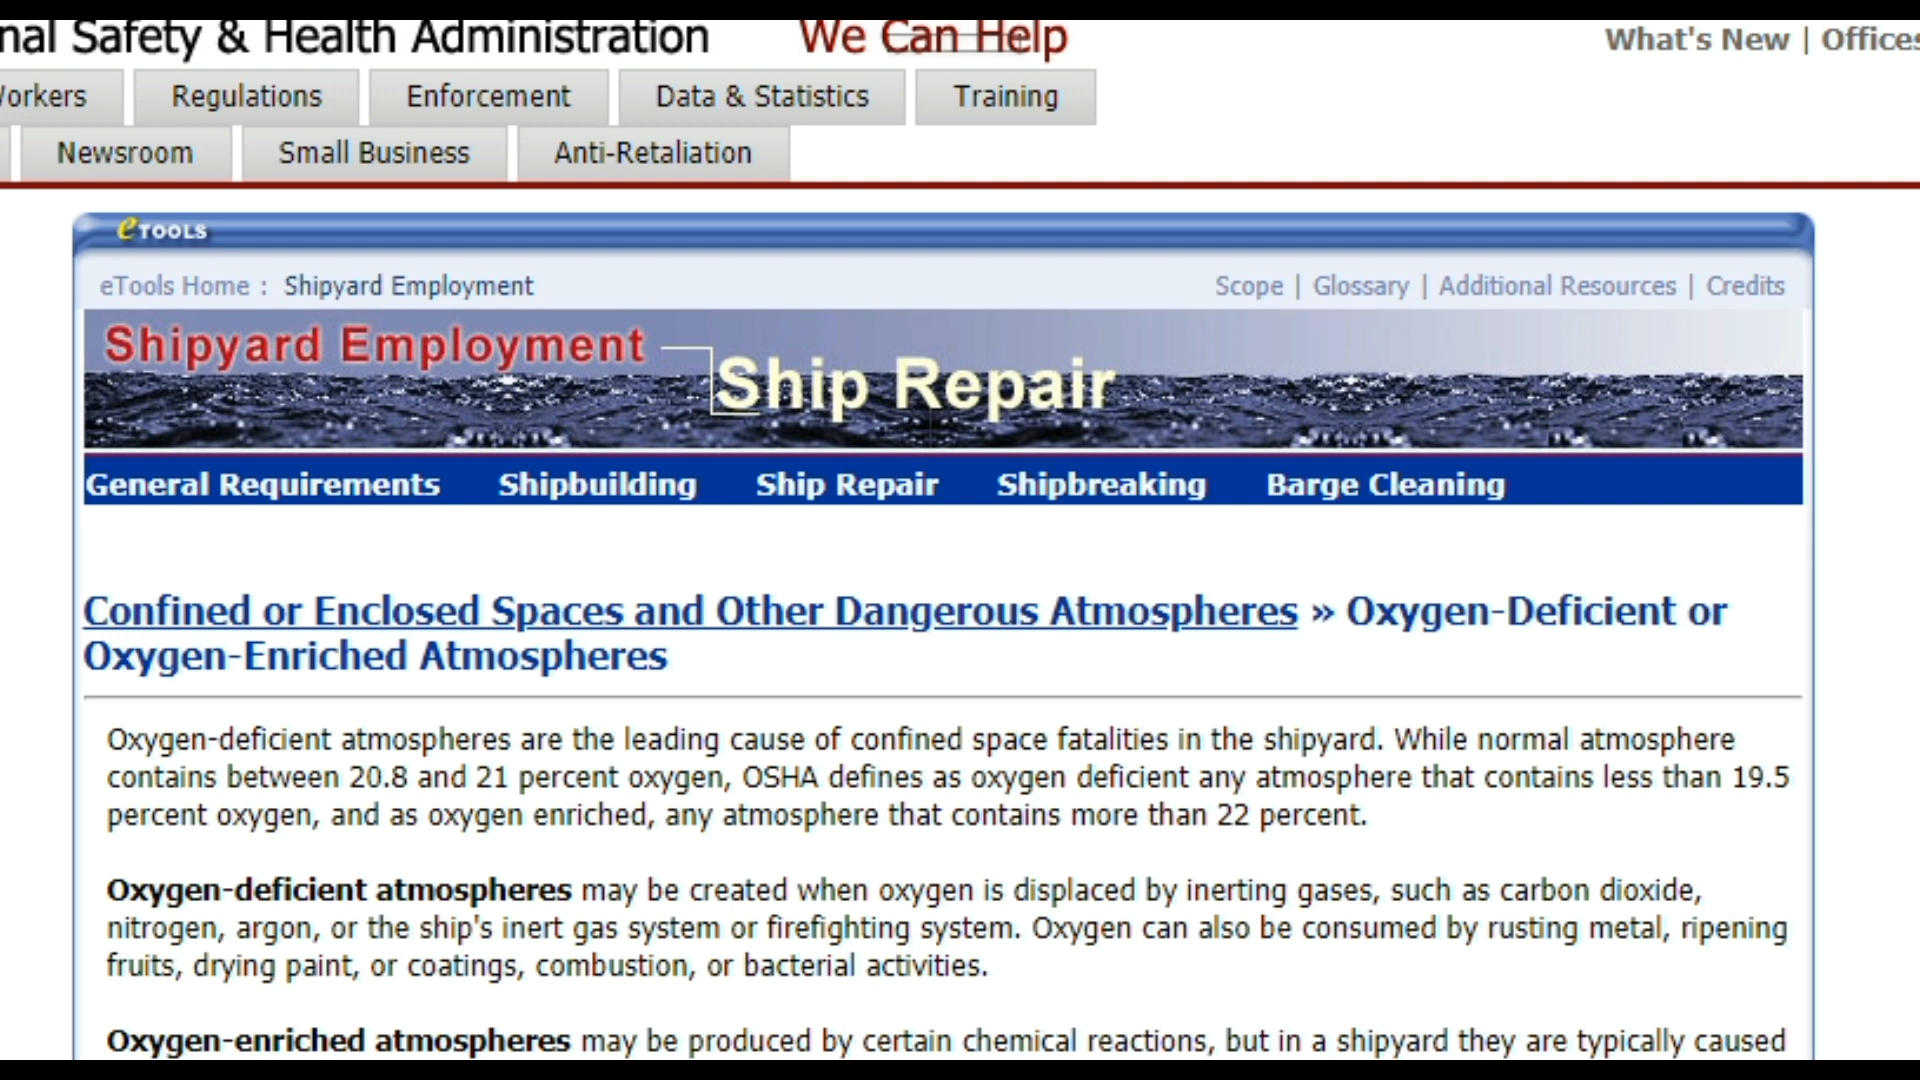 nal Safety & Health Administration We Can Help What's New | Offices
Workers Regulations Enforcement Data & Statistics Training
Newsroom Small Business Anti-Retaliation
eTOOLS
eTools Home : Shipyard Employment Scope | Glossary | Additional Resources | Credits
Shipyard Employment
Ship Repair
General Requirements Shipbuilding Ship Repair Shipbreaking Barge Cleaning
Confined or Enclosed Spaces and Other Dangerous Atmospheres » Oxygen-Deficient or
Oxygen-Enriched Atmospheres
Oxygen-deficient atmospheres are the leading cause of confined space fatalities in the shipyard. While normal atmosphere
contains between 20.8 and 21 percent oxygen, OSHA defines as oxygen deficient any atmosphere that contains less than 19.5
percent oxygen, and as oxygen enriched, any atmosphere that contains more than 22 percent.
Oxygen-deficient atmospheres may be created when oxygen is displaced by inerting gases, such as carbon dioxide,
nitrogen, argon, or the ship's inert gas system or firefighting system. Oxygen can also be consumed by rusting metal, ripening
fruits, drying paint, or coatings, combustion, or bacterial activities.
Oxygen-enriched atmospheres may be produced by certain chemical reactions, but in a shipyard they are typically caused